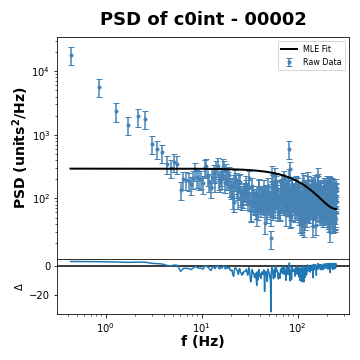 PSD of c0int - 00002
MLE Fit
Raw Data
PSD (units²/Hz)
10⁴
10³
10²
0
−20
Δ
10⁰
10¹
10²
f (Hz)